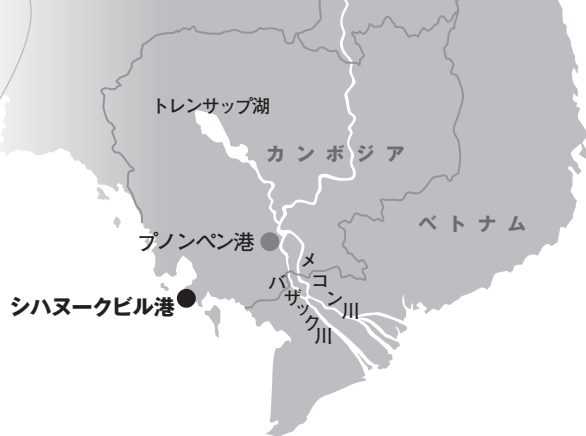 トレンサップ湖
カンボジア
ベトナム
プノンペン港
メコン川
バザック川
シハヌークビル港